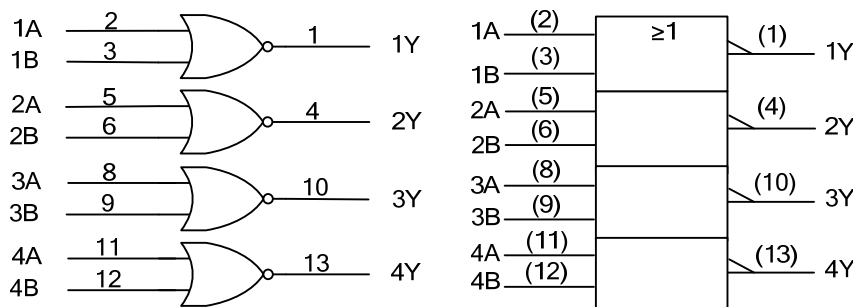 1A 2 1 1Y
1B 3
2A 5 4 2Y
2B 6
3A 8 10 3Y
3B 9
4A 11 13 4Y
4B 12
≥1
1A (2) (1) 1Y
1B (3)
2A (5) (4) 2Y
2B (6)
3A (8) (10) 3Y
3B (9)
4A (11) (13) 4Y
4B (12)